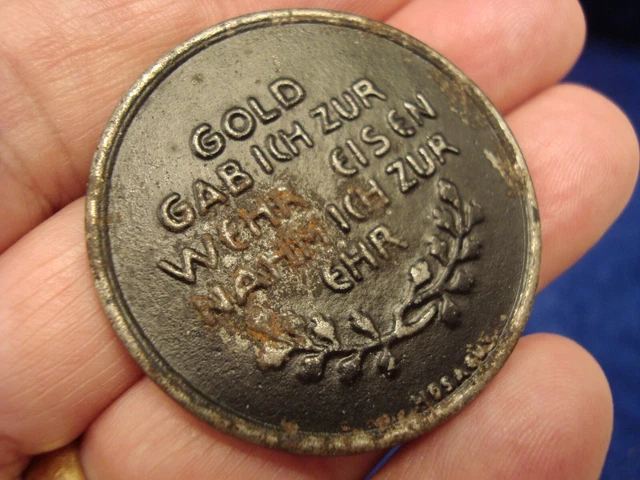 GOLD
GAB ICH ZUR
WEHR EISEN
NAHM ICH ZUR
EHR